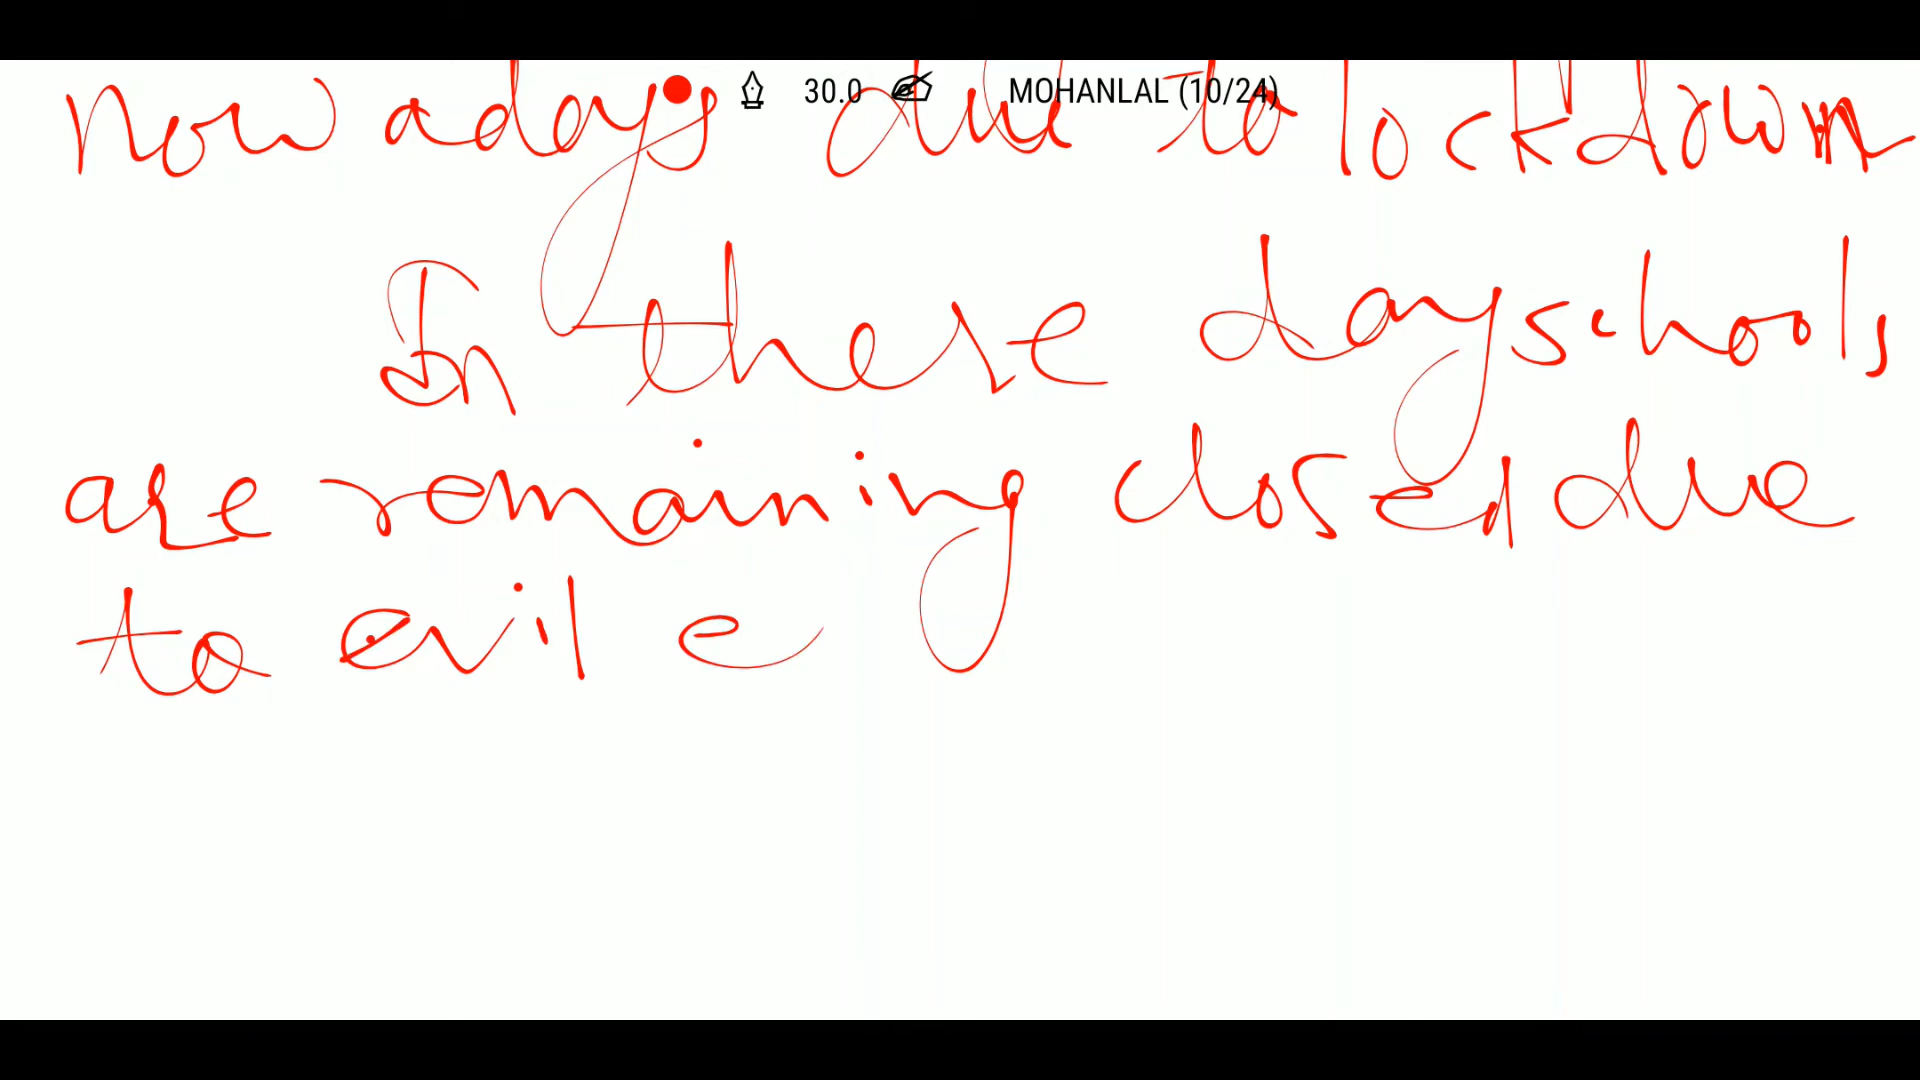 30.0 MOHANLAL (10/24)
now adays due to lockdown
In these day schools
are remaining closed due
to evil e